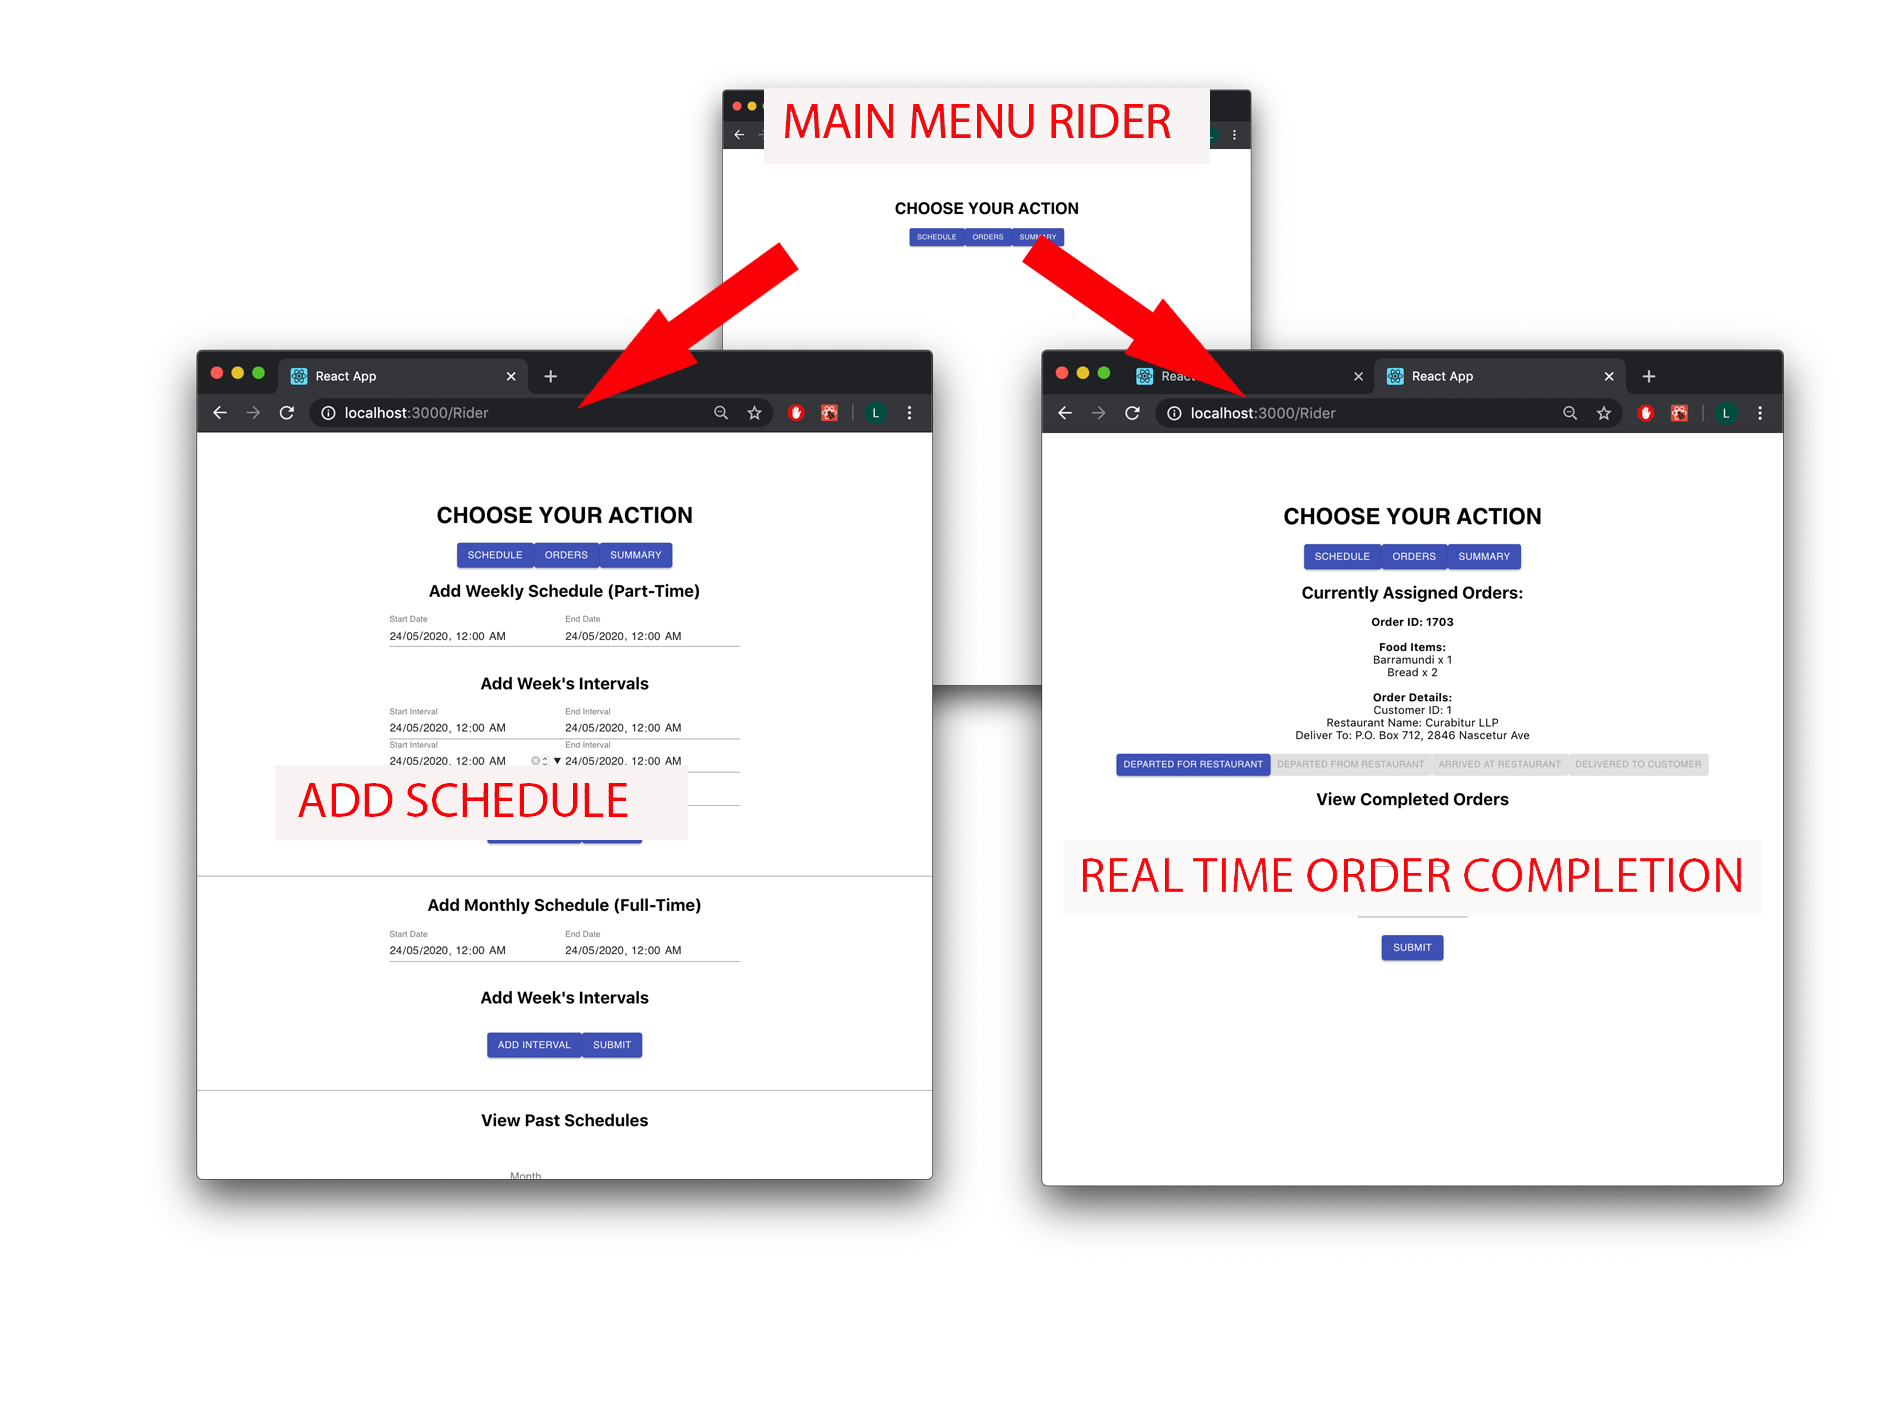 MAIN MENU RIDER
CHOOSE YOUR ACTION
SCHEDULE ORDERS SUMMARY
React App
localhost:3000/Rider
L
CHOOSE YOUR ACTION
SCHEDULE ORDERS SUMMARY
Add Weekly Schedule (Part-Time)
Start Date End Date
24/05/2020, 12:00 AM 24/05/2020, 12:00 AM
Add Week's Intervals
Start Interval End Interval
24/05/2020, 12:00 AM 24/05/2020, 12:00 AM
Start Interval End Interval
24/05/2020, 12:00 AM 24/05/2020, 12:00 AM
ADD SCHEDULE
Add Monthly Schedule (Full-Time)
Start Date End Date
24/05/2020, 12:00 AM 24/05/2020, 12:00 AM
Add Week's Intervals
ADD INTERVAL SUBMIT
View Past Schedules
Month
React App
localhost:3000/Rider
L
CHOOSE YOUR ACTION
SCHEDULE ORDERS SUMMARY
Currently Assigned Orders:
Order ID: 1703
Food Items:
Barramundi x 1
Bread x 2
Order Details:
Customer ID: 1
Restaurant Name: Curabitur LLP
Deliver To: P.O. Box 712, 2846 Nascetur Ave
DEPARTED FOR RESTAURANT DEPARTED FROM RESTAURANT ARRIVED AT RESTAURANT DELIVERED TO CUSTOMER
View Completed Orders
REAL TIME ORDER COMPLETION
SUBMIT